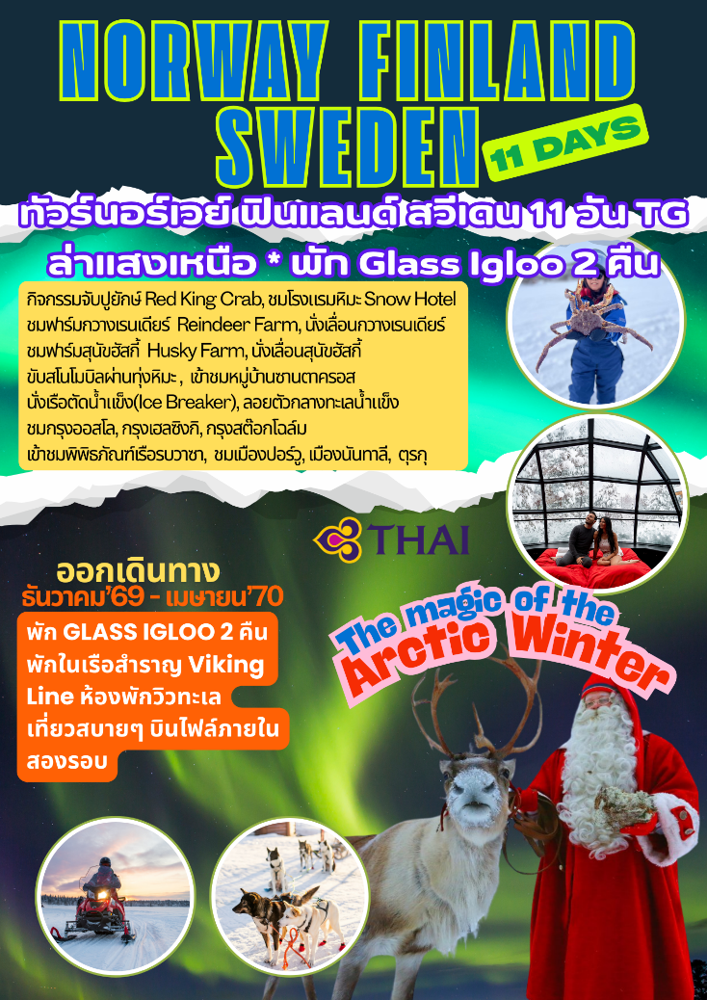 NORWAY FINLAND
SWEDEN
11 DAYS
ทัวร์นอร์เวย์ ฟินแลนด์ สวีเดน 11 วัน TG
ล่าแสงเหนือ * พัก Glass Igloo 2 คืน
กิจกรรมจับปูยักษ์ Red King Crab, ชมโรงแรมหิมะ Snow Hotel
ชมฟาร์มกวางเรนเดียร์ Reindeer Farm, นั่งเลื่อนกวางเรนเดียร์
ชมฟาร์มสุนัขฮัสกี้ Husky Farm, นั่งเลื่อนสุนัขฮัสกี้
ขับสโนโมบิลผ่านทุ่งหิมะ, เข้าชมหมู่บ้านซานตาครอส
นั่งเรือตัดน้ำแข็ง(Ice Breaker), ลอยตัวกลางทะเลน้ำแข็ง
ชมกรุงออสโล, กรุงเฮลซิงกิ, กรุงสต๊อกโฉล์ม
เข้าชมพิพิธภัณฑ์เรือรบวาซา, ชมเมืองปอร์วู, เมืองนันทาลี, ตุรกุ
THAI
ออกเดินทาง
ธันวาคม’69 - เมษายน’70
พัก GLASS IGLOO 2 คืน
พักในเรือสำราญ Viking
Line ห้องพักวิวทะเล
เที่ยวสบายๆ บินไฟล์ภายใน
สองรอบ
The magic of the
Arctic Winter